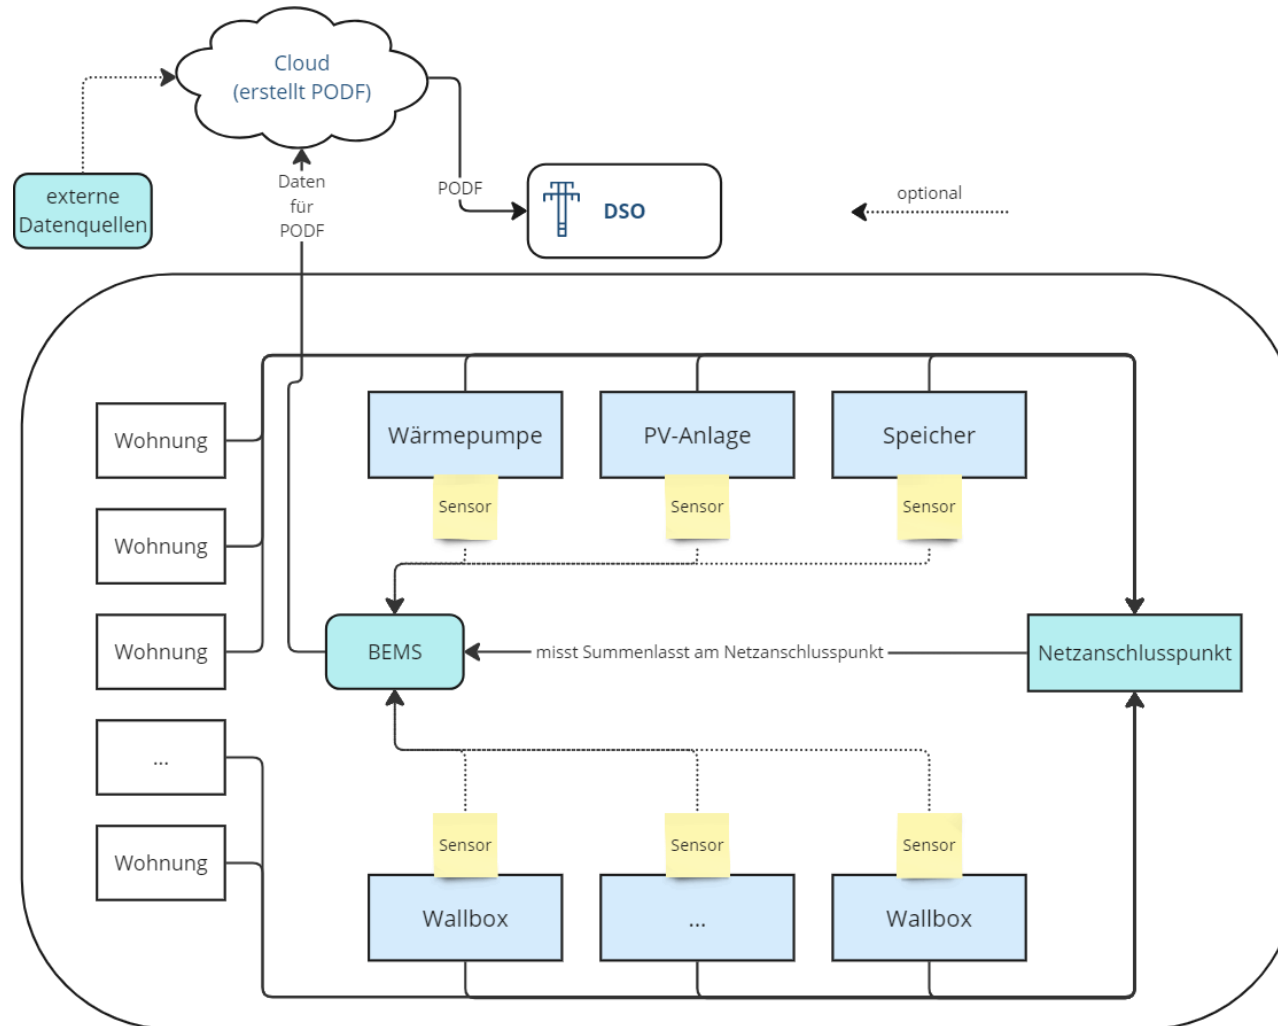 Cloud
(erstellt PODF)
externe
Datenquellen
Daten
für
PODF
PODF
DSO
optional
Wohnung
Wohnung
Wohnung
...
Wohnung
Wärmepumpe
PV-Anlage
Speicher
Sensor
Sensor
Sensor
BEMS
misst Summenlasst am Netzanschlusspunkt
Netzanschlusspunkt
Sensor
Sensor
Sensor
Wallbox
...
Wallbox